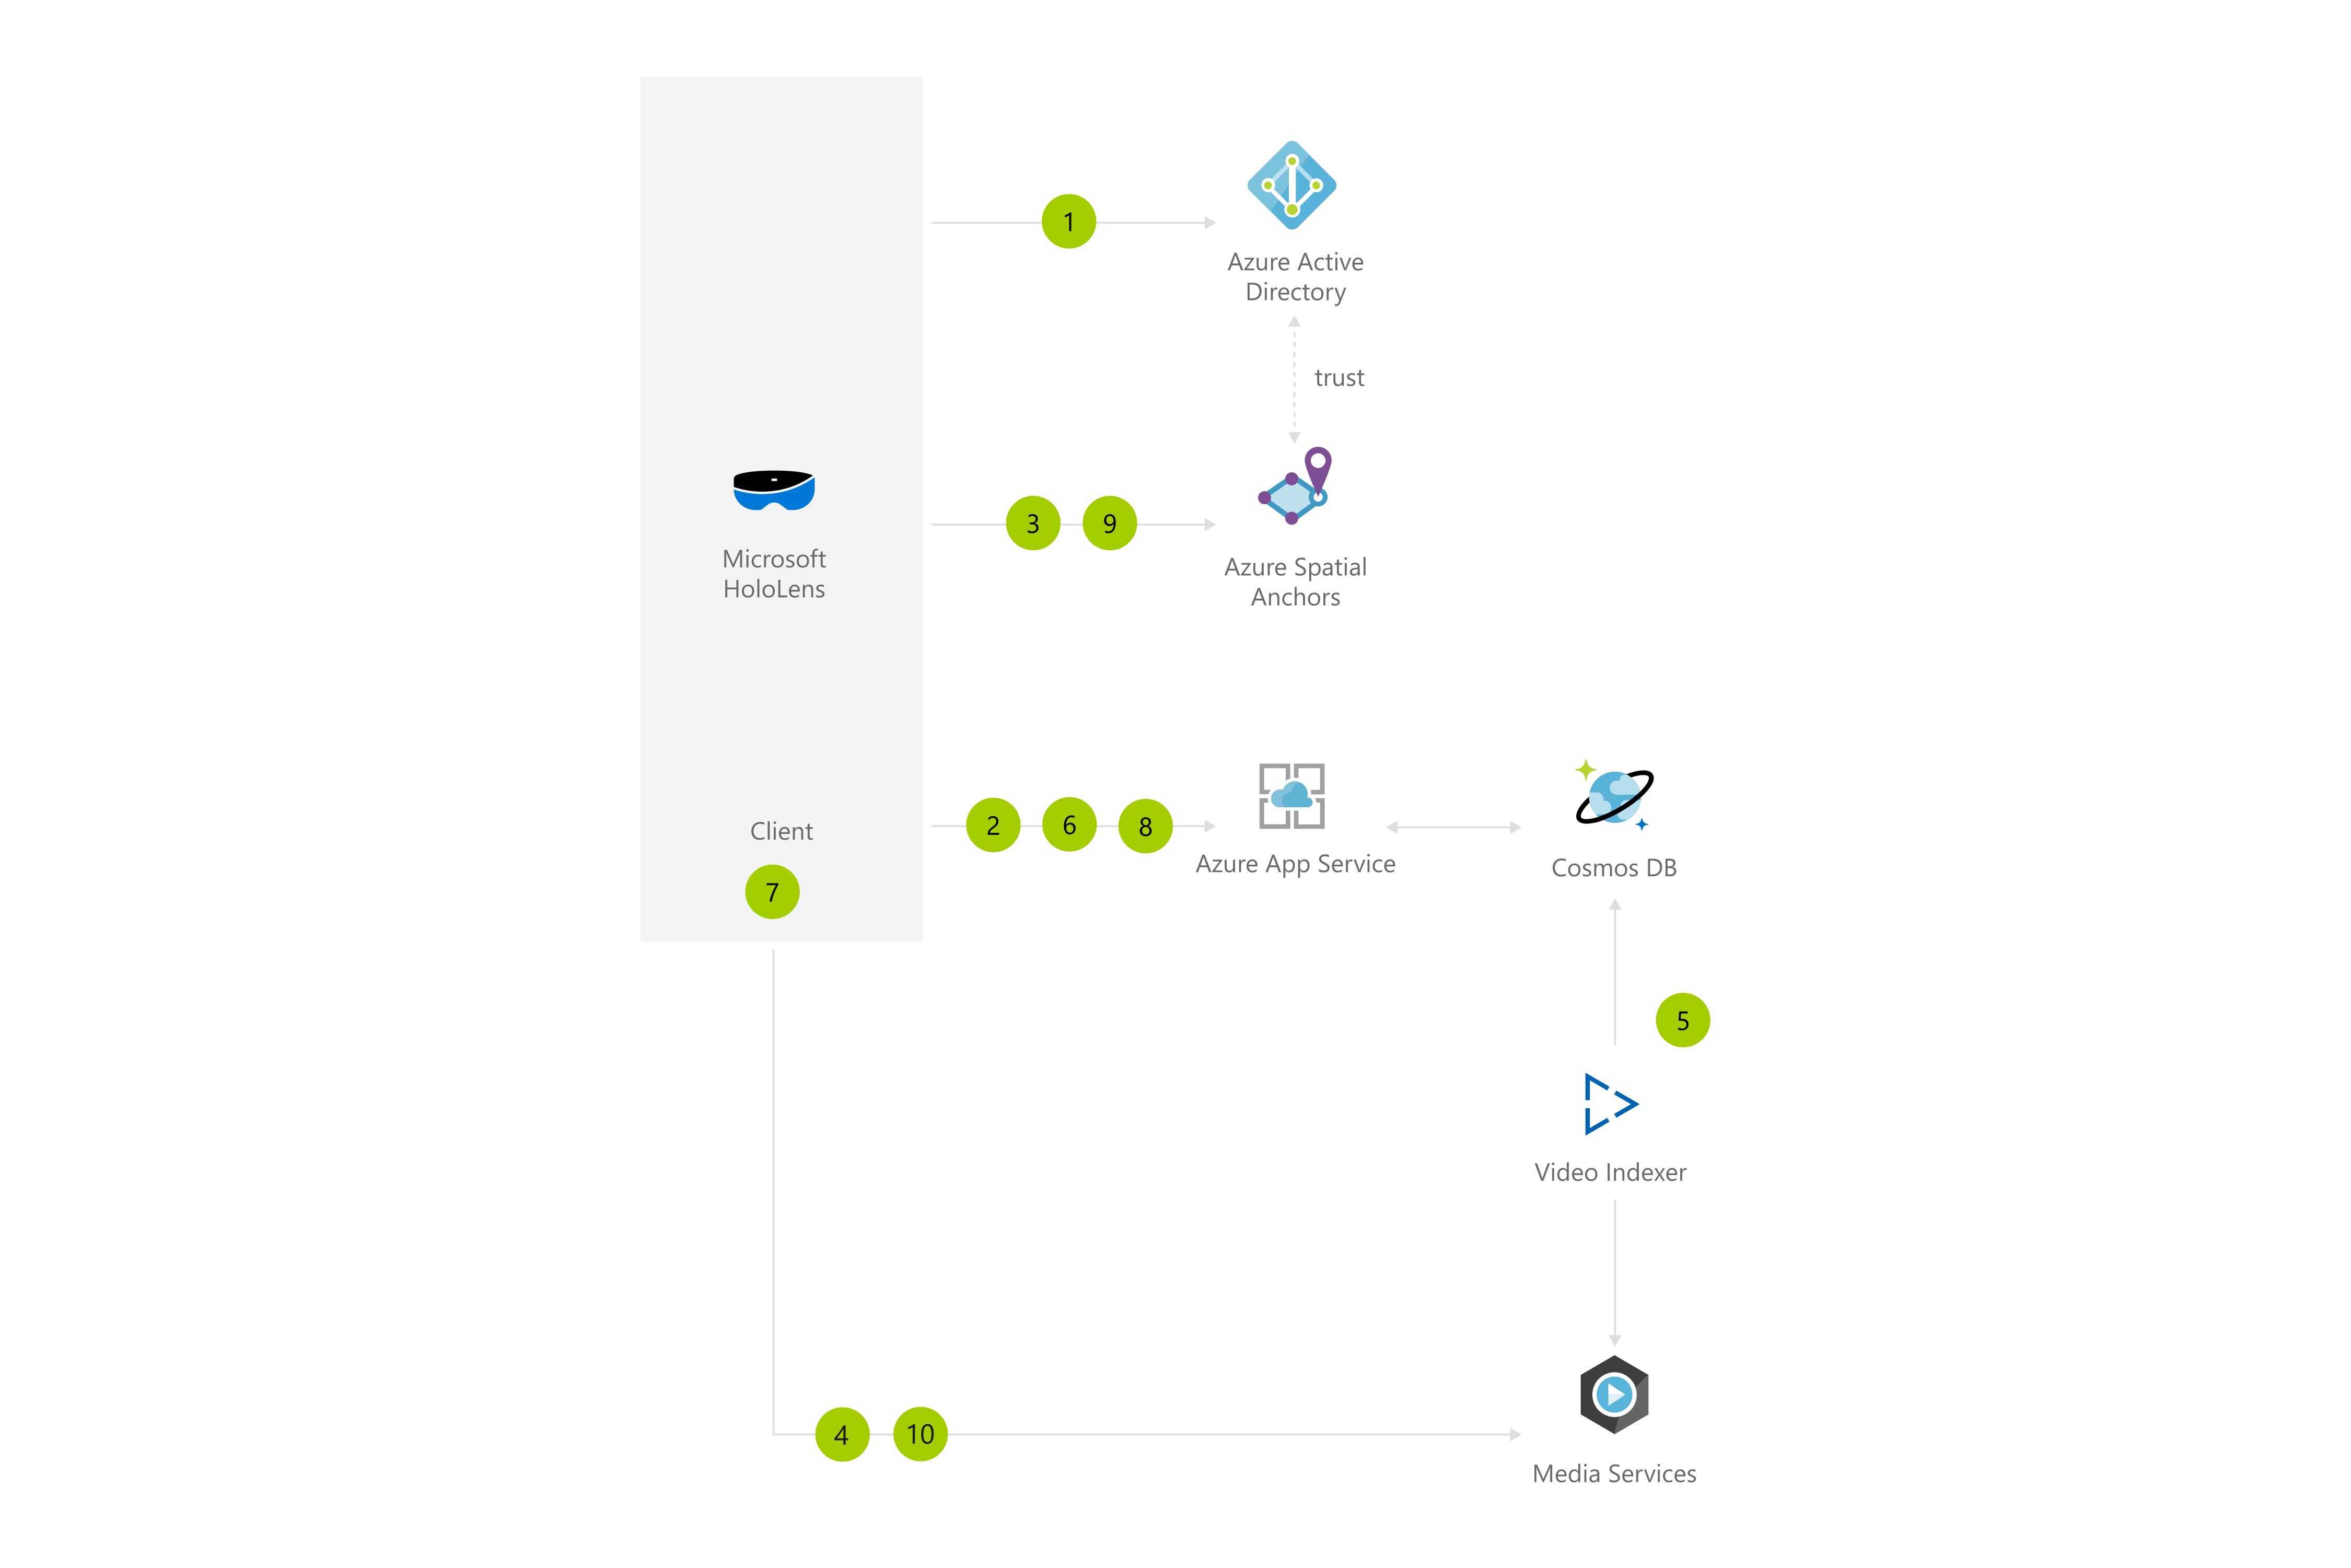 1
Azure Active
Directory
trust
Microsoft
HoloLens
3
9
Azure Spatial
Anchors
Client
7
2
6
8
Azure App Service
Cosmos DB
5
Video Indexer
4
10
Media Services